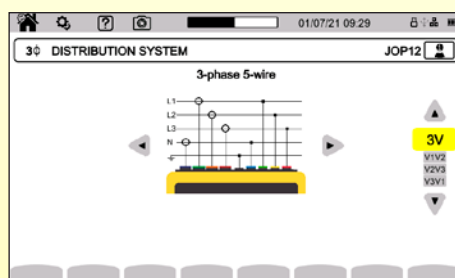 01/07/21 09:29
3ϕ DISTRIBUTION SYSTEM JOP12
3-phase 5-wire
L1
L2
L3
N
3V
V1V2
V2V3
V3V1